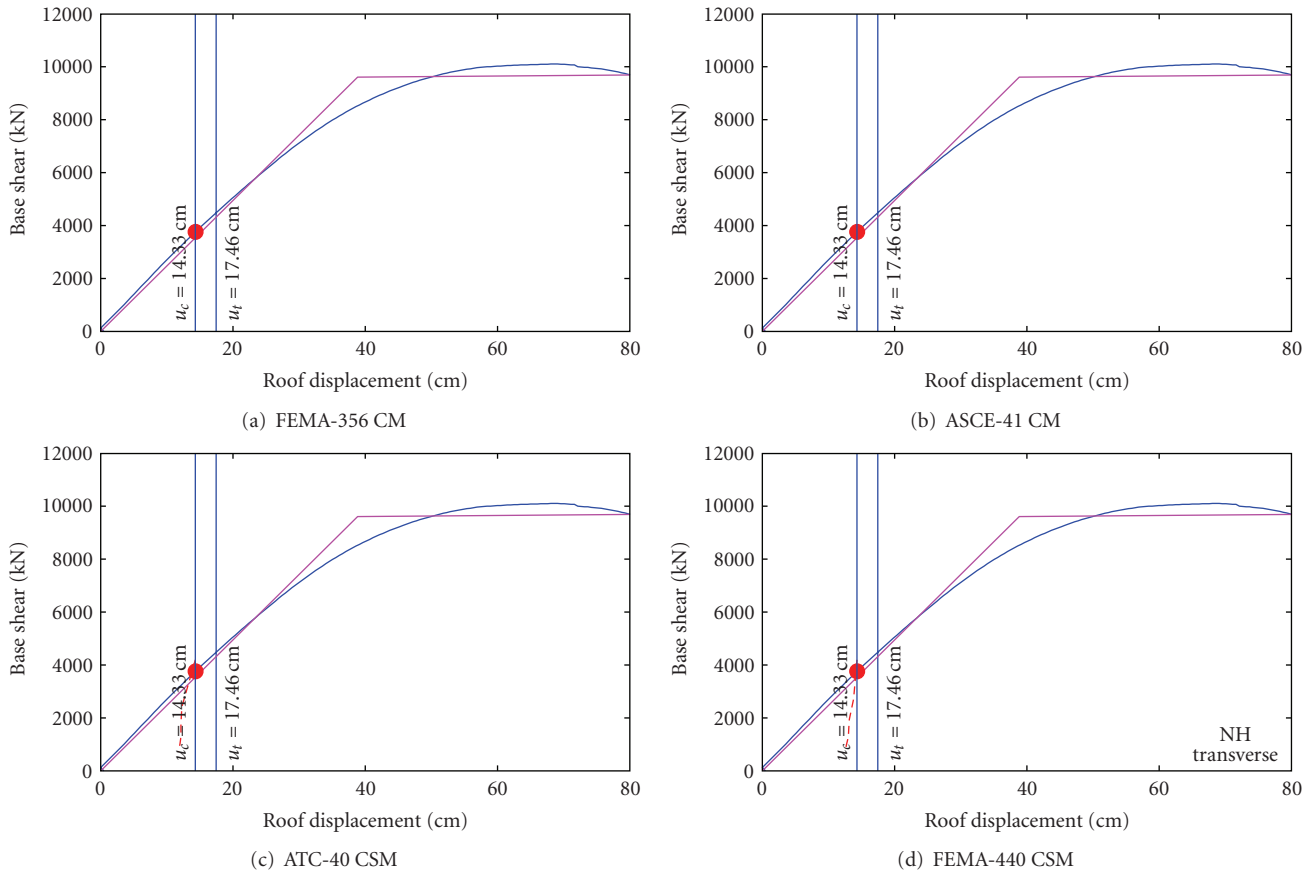 12000
10000
8000
6000
4000
2000
0
Base shear (kN)
u_c = 14.33 cm
u_t = 17.46 cm
0 20 40 60 80
Roof displacement (cm)
(a) FEMA-356 CM
12000
10000
8000
6000
4000
2000
0
Base shear (kN)
u_c = 14.33 cm
u_t = 17.46 cm
0 20 40 60 80
Roof displacement (cm)
(b) ASCE-41 CM
12000
10000
8000
6000
4000
2000
0
Base shear (kN)
u_c = 14.33 cm
u_t = 17.46 cm
0 20 40 60 80
Roof displacement (cm)
(c) ATC-40 CSM
12000
10000
8000
6000
4000
2000
0
Base shear (kN)
u_c = 14.33 cm
u_t = 17.46 cm
NH
transverse
0 20 40 60 80
Roof displacement (cm)
(d) FEMA-440 CSM